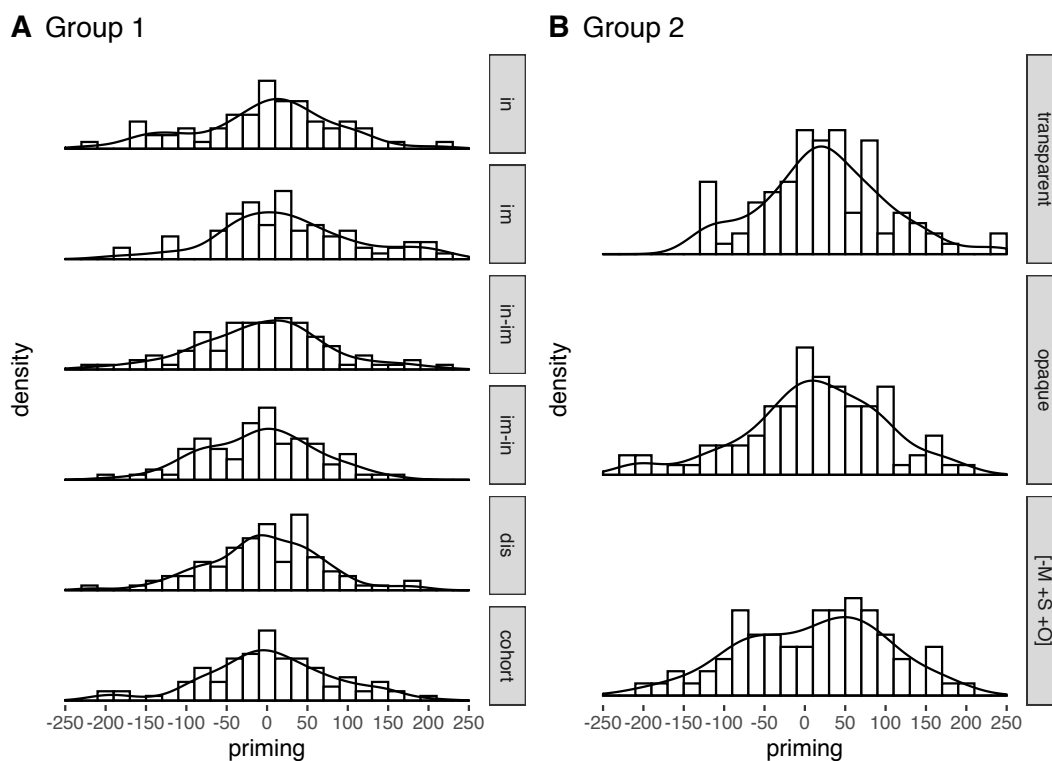 A Group 1
in
im
in-im
im-in
dis
cohort
density
-250 -200 -150 -100 -50 0 50 100 150 200 250
priming
B Group 2
transparent
opaque
[-M +S +O]
density
-250 -200 -150 -100 -50 0 50 100 150 200 250
priming